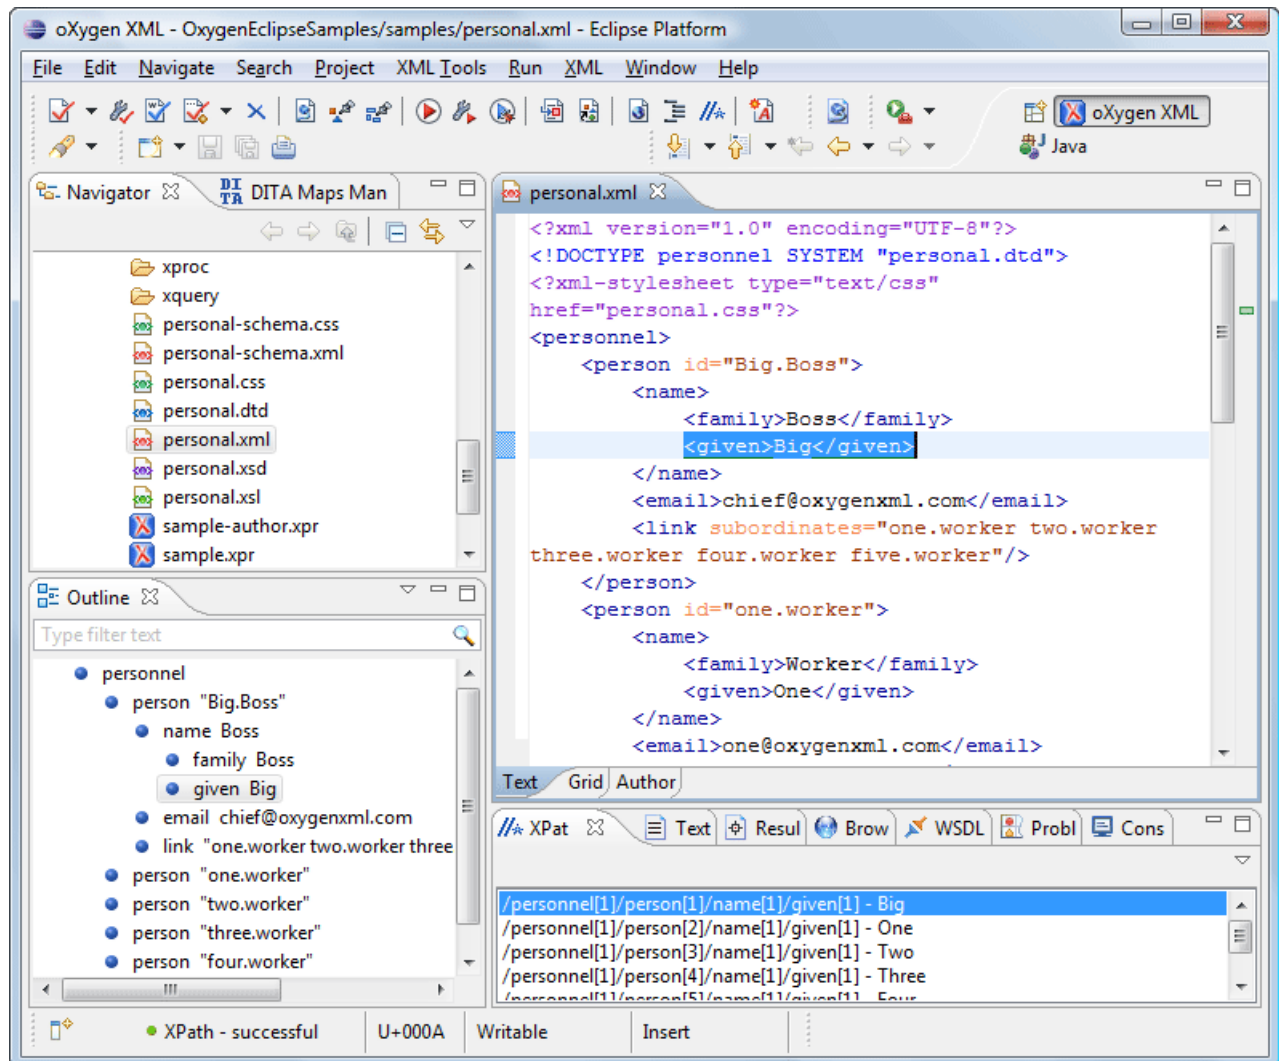 oXygen XML - OxygenEclipseSamples/samples/personal.xml - Eclipse Platform
File Edit Navigate Search Project XML Tools Run XML Window Help
oXygen XML
Java
Navigator
DITA DITA Maps Man
xproc
xquery
personal-schema.css
personal-schema.xml
personal.css
personal.dtd
personal.xml
personal.xsd
personal.xsl
sample-author.xpr
sample.xpr
Outline
Type filter text
personnel
person "Big.Boss"
name Boss
family Boss
given Big
email chief@oxygenxml.com
link "one.worker two.worker three
person "one.worker"
person "two.worker"
person "three.worker"
person "four.worker"
personal.xml
<?xml version="1.0" encoding="UTF-8"?>
<!DOCTYPE personnel SYSTEM "personal.dtd">
<?xml-stylesheet type="text/css"
href="personal.css"?>
<personnel>
<person id="Big.Boss">
<name>
<family>Boss</family>
<given>Big</given>
</name>
<email>chief@oxygenxml.com</email>
<link subordinates="one.worker two.worker
three.worker four.worker five.worker"/>
</person>
<person id="one.worker">
<name>
<family>Worker</family>
<given>One</given>
</name>
<email>one@oxygenxml.com</email>
Text Grid Author
XPat Text Resul Brow WSDL Probl Cons
/personnel[1]/person[1]/name[1]/given[1] - Big
/personnel[1]/person[2]/name[1]/given[1] - One
/personnel[1]/person[3]/name[1]/given[1] - Two
/personnel[1]/person[4]/name[1]/given[1] - Three
/personnel[1]/person[5]/name[1]/given[1] - Four
XPath - successful U+000A Writable Insert